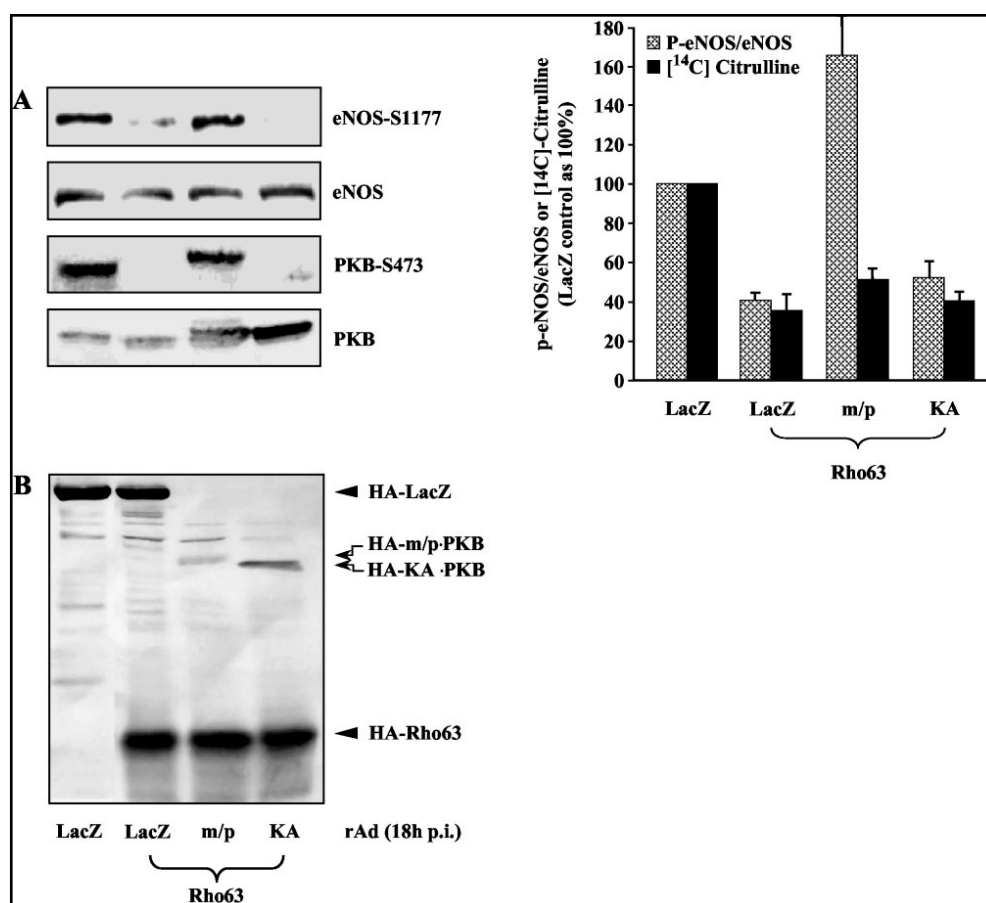 A
eNOS-S1177
eNOS
PKB-S473
PKB
p-eNOS/eNOS or [14C]-Citrulline
(LacZ control as 100%)
180
160
140
120
100
80
60
40
20
0
P-eNOS/eNOS
[14C] Citrulline
LacZ LacZ m/p KA
Rho63
B
HA-LacZ
HA-m/p·PKB
HA-KA ·PKB
HA-Rho63
LacZ LacZ m/p KA rAd (18h p.i.)
Rho63